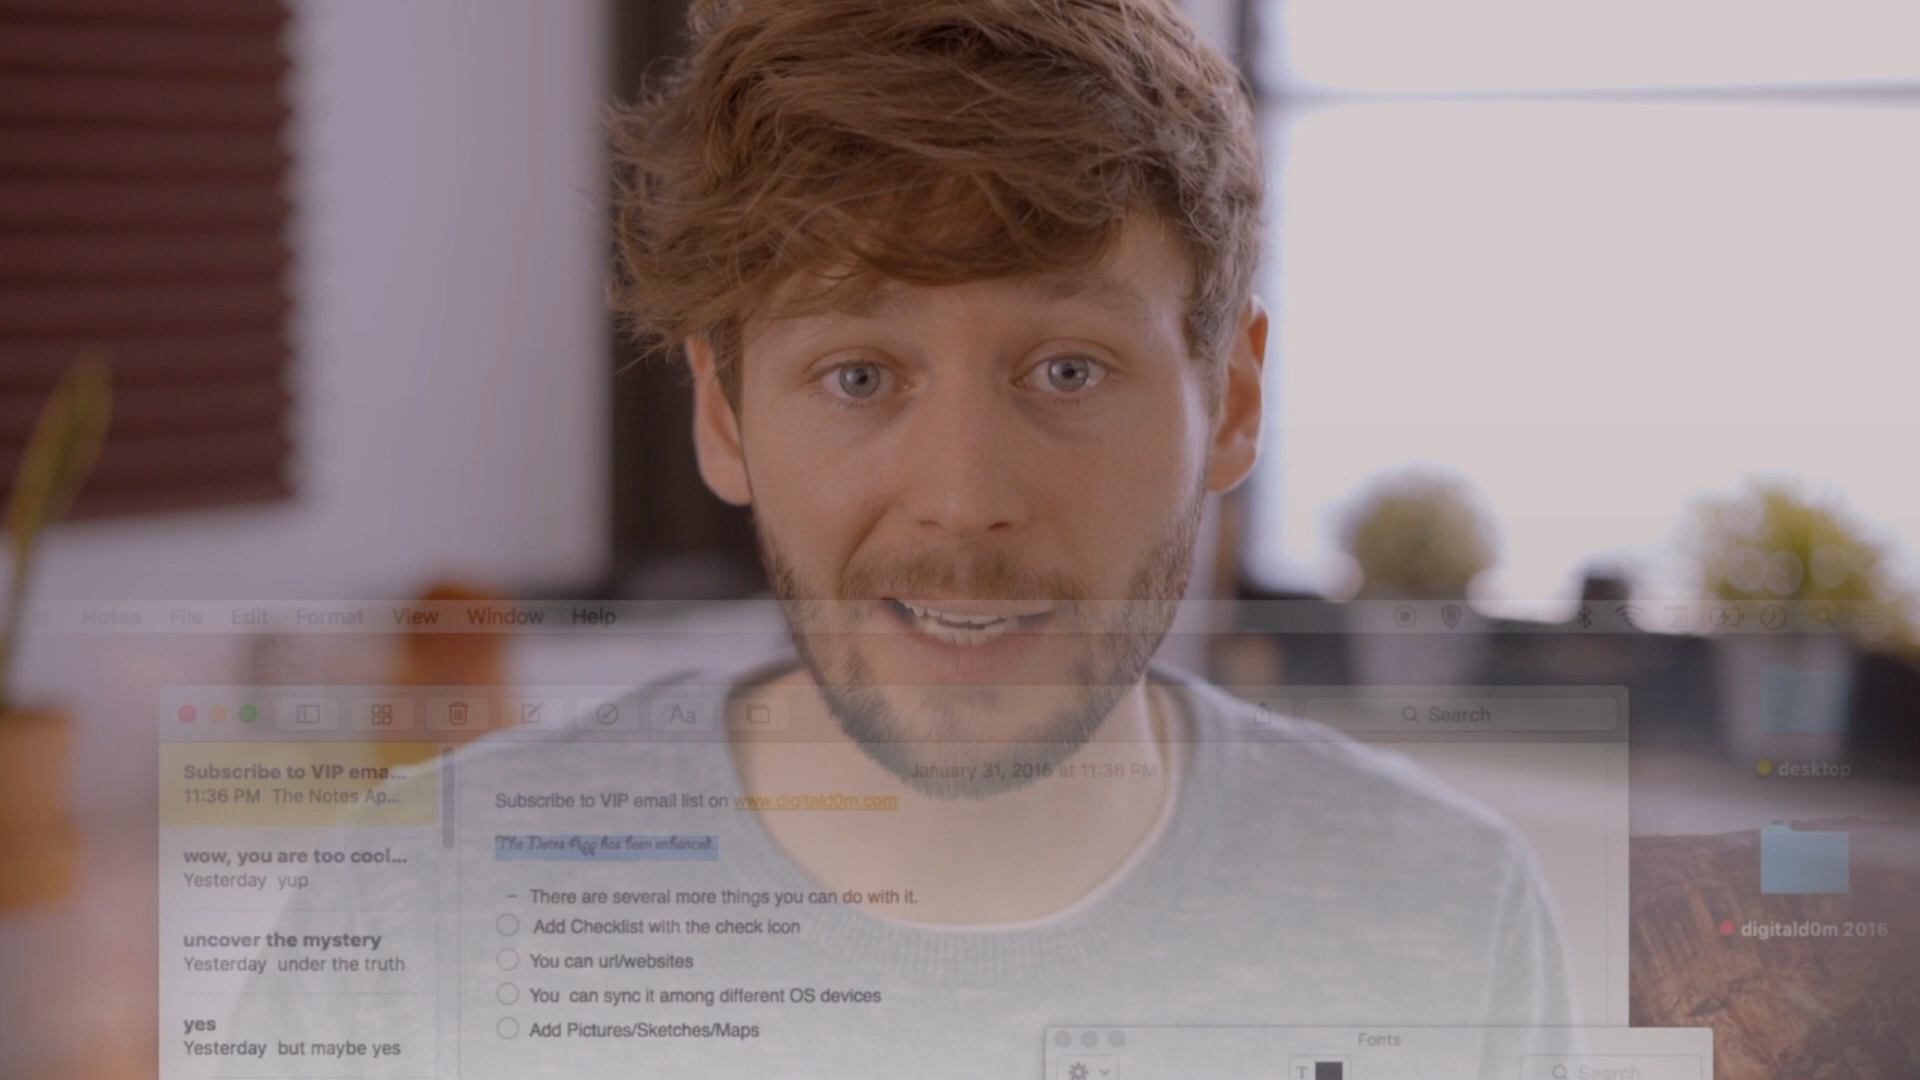 Notes File Edit Format View Window Help
Aa
Search
Subscribe to VIP ema...
11:36 PM The Notes Ap...
wow, you are too cool...
Yesterday yup
uncover the mystery
Yesterday under the truth
yes
Yesterday but maybe yes
January 31, 2016 at 11:36 PM
Subscribe to VIP email list on www.digitald0m.com
The Notes App has been enhanced.
– There are several more things you can do with it.
Add Checklist with the check icon
You can url/websites
You can sync it among different OS devices
Add Pictures/Sketches/Maps
desktop
digitald0m 2016
Fonts
T
Search